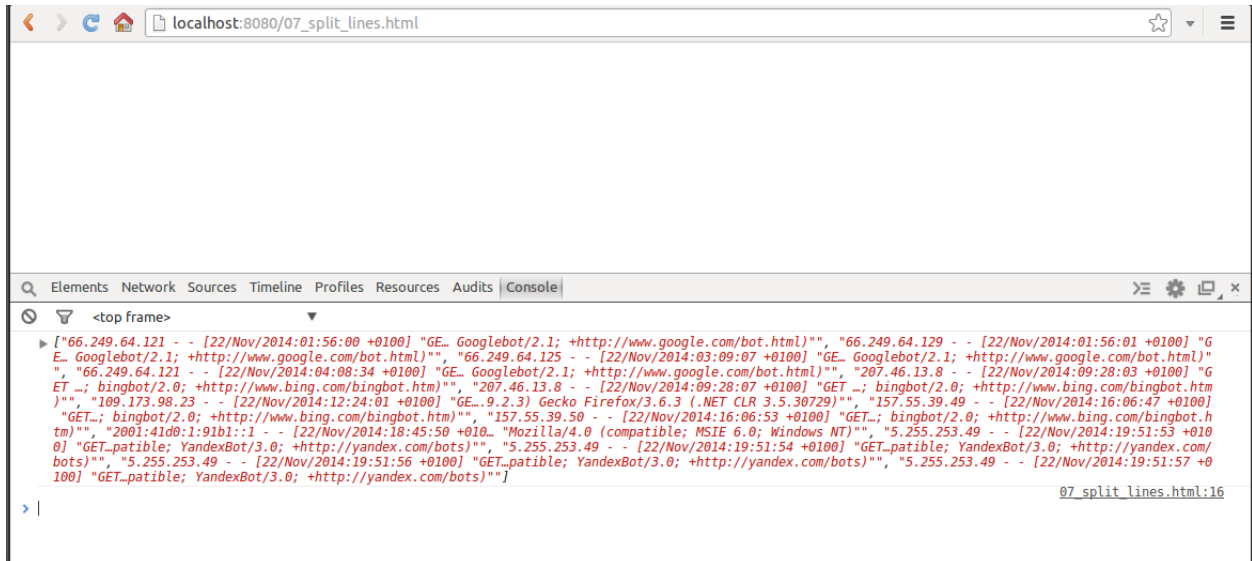 localhost:8080/07_split_lines.html
Elements Network Sources Timeline Profiles Resources Audits Console
<top frame>
["66.249.64.121 - - [22/Nov/2014:01:56:00 +0100] "GE… Googlebot/2.1; +http://www.google.com/bot.html)"", "66.249.64.129 - - [22/Nov/2014:01:56:01 +0100] "G
E… Googlebot/2.1; +http://www.google.com/bot.html)"", "66.249.64.125 - - [22/Nov/2014:03:09:07 +0100] "GE… Googlebot/2.1; +http://www.google.com/bot.html)"
", "66.249.64.121 - - [22/Nov/2014:04:08:34 +0100] "GE… Googlebot/2.1; +http://www.google.com/bot.html)"", "207.46.13.8 - - [22/Nov/2014:09:28:03 +0100] "G
ET …; bingbot/2.0; +http://www.bing.com/bingbot.htm)"", "207.46.13.8 - - [22/Nov/2014:09:28:07 +0100] "GET …; bingbot/2.0; +http://www.bing.com/bingbot.htm
)"", "109.173.98.23 - - [22/Nov/2014:12:24:01 +0100] "GE….9.2.3) Gecko Firefox/3.6.3 (.NET CLR 3.5.30729)"", "157.55.39.49 - - [22/Nov/2014:16:06:47 +0100]
"GET…; bingbot/2.0; +http://www.bing.com/bingbot.htm)"", "157.55.39.50 - - [22/Nov/2014:16:06:53 +0100] "GET…; bingbot/2.0; +http://www.bing.com/bingbot.h
tm)"", "2001:41d0:1:91b1::1 - - [22/Nov/2014:18:45:50 +010… "Mozilla/4.0 (compatible; MSIE 6.0; Windows NT)"", "5.255.253.49 - - [22/Nov/2014:19:51:53 +010
0] "GET…patible; YandexBot/3.0; +http://yandex.com/bots)"", "5.255.253.49 - - [22/Nov/2014:19:51:54 +0100] "GET…patible; YandexBot/3.0; +http://yandex.com/
bots)"", "5.255.253.49 - - [22/Nov/2014:19:51:56 +0100] "GET…patible; YandexBot/3.0; +http://yandex.com/bots)"", "5.255.253.49 - - [22/Nov/2014:19:51:57 +0
100] "GET…patible; YandexBot/3.0; +http://yandex.com/bots)""]
07_split_lines.html:16
>